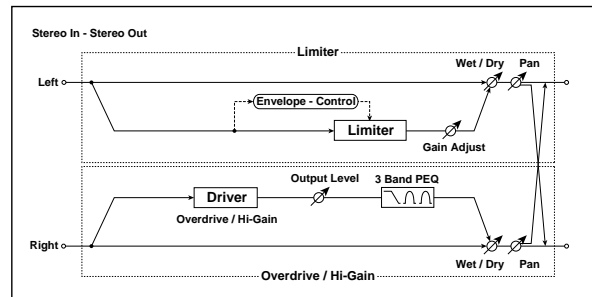 Stereo In - Stereo Out
Limiter
Wet / Dry
Pan
Left
Envelope - Control
Limiter
Gain Adjust
Output Level
3 Band PEQ
Driver
Overdrive / Hi-Gain
Right
Wet / Dry
Pan
Overdrive / Hi-Gain